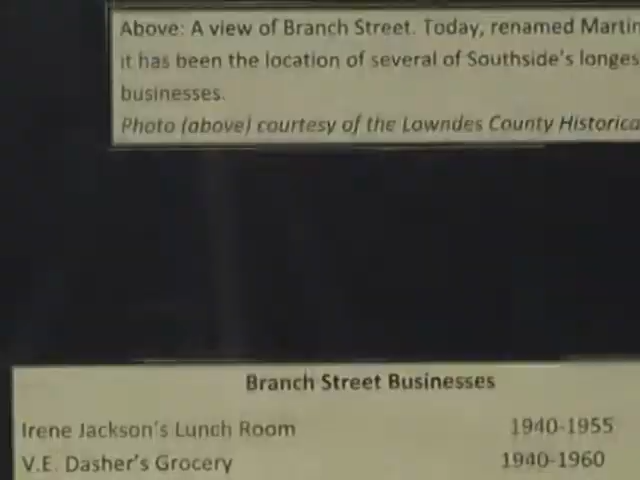 Above: A view of Branch Street. Today, renamed Martin
it has been the location of several of Southside's longes
businesses.
Photo (above) courtesy of the Lowndes County Historica
Branch Street Businesses
Irene Jackson's Lunch Room 1940-1955
V.E. Dasher's Grocery 1940-1960